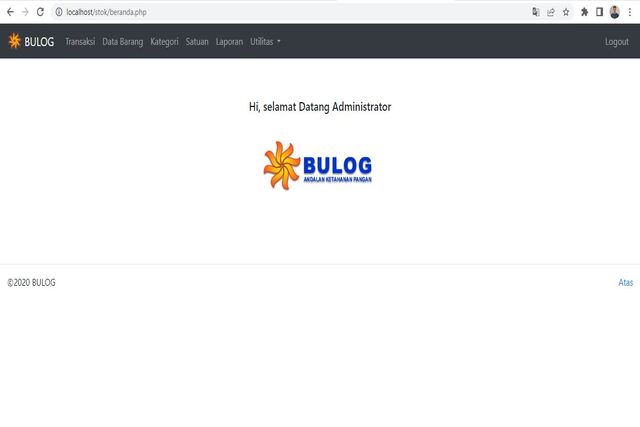 localhost/stok/beranda.php
BULOG Transaksi Data Barang Kategori Satuan Laporan Utilitas Logout
Hi, selamat Datang Administrator
BULOG
ANDALAN KETAHANAN PANGAN
©2020 BULOG Atas